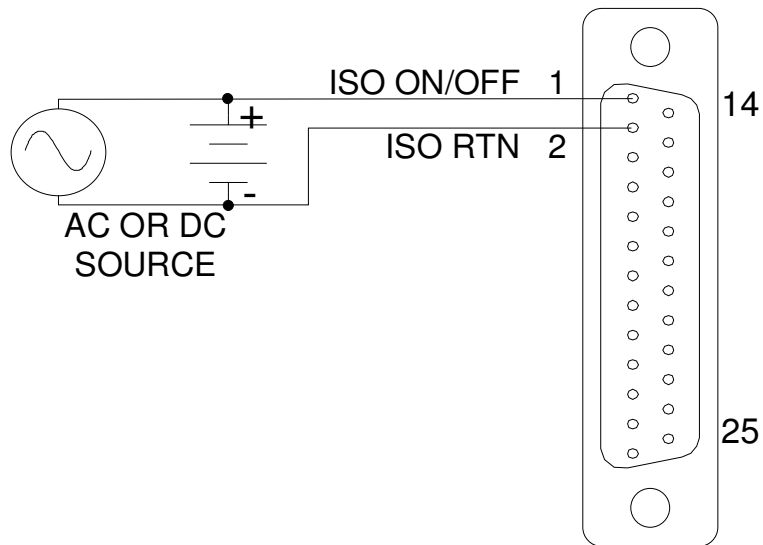 ISO ON/OFF 1
14
+
ISO RTN 2
-
AC OR DC
SOURCE
25